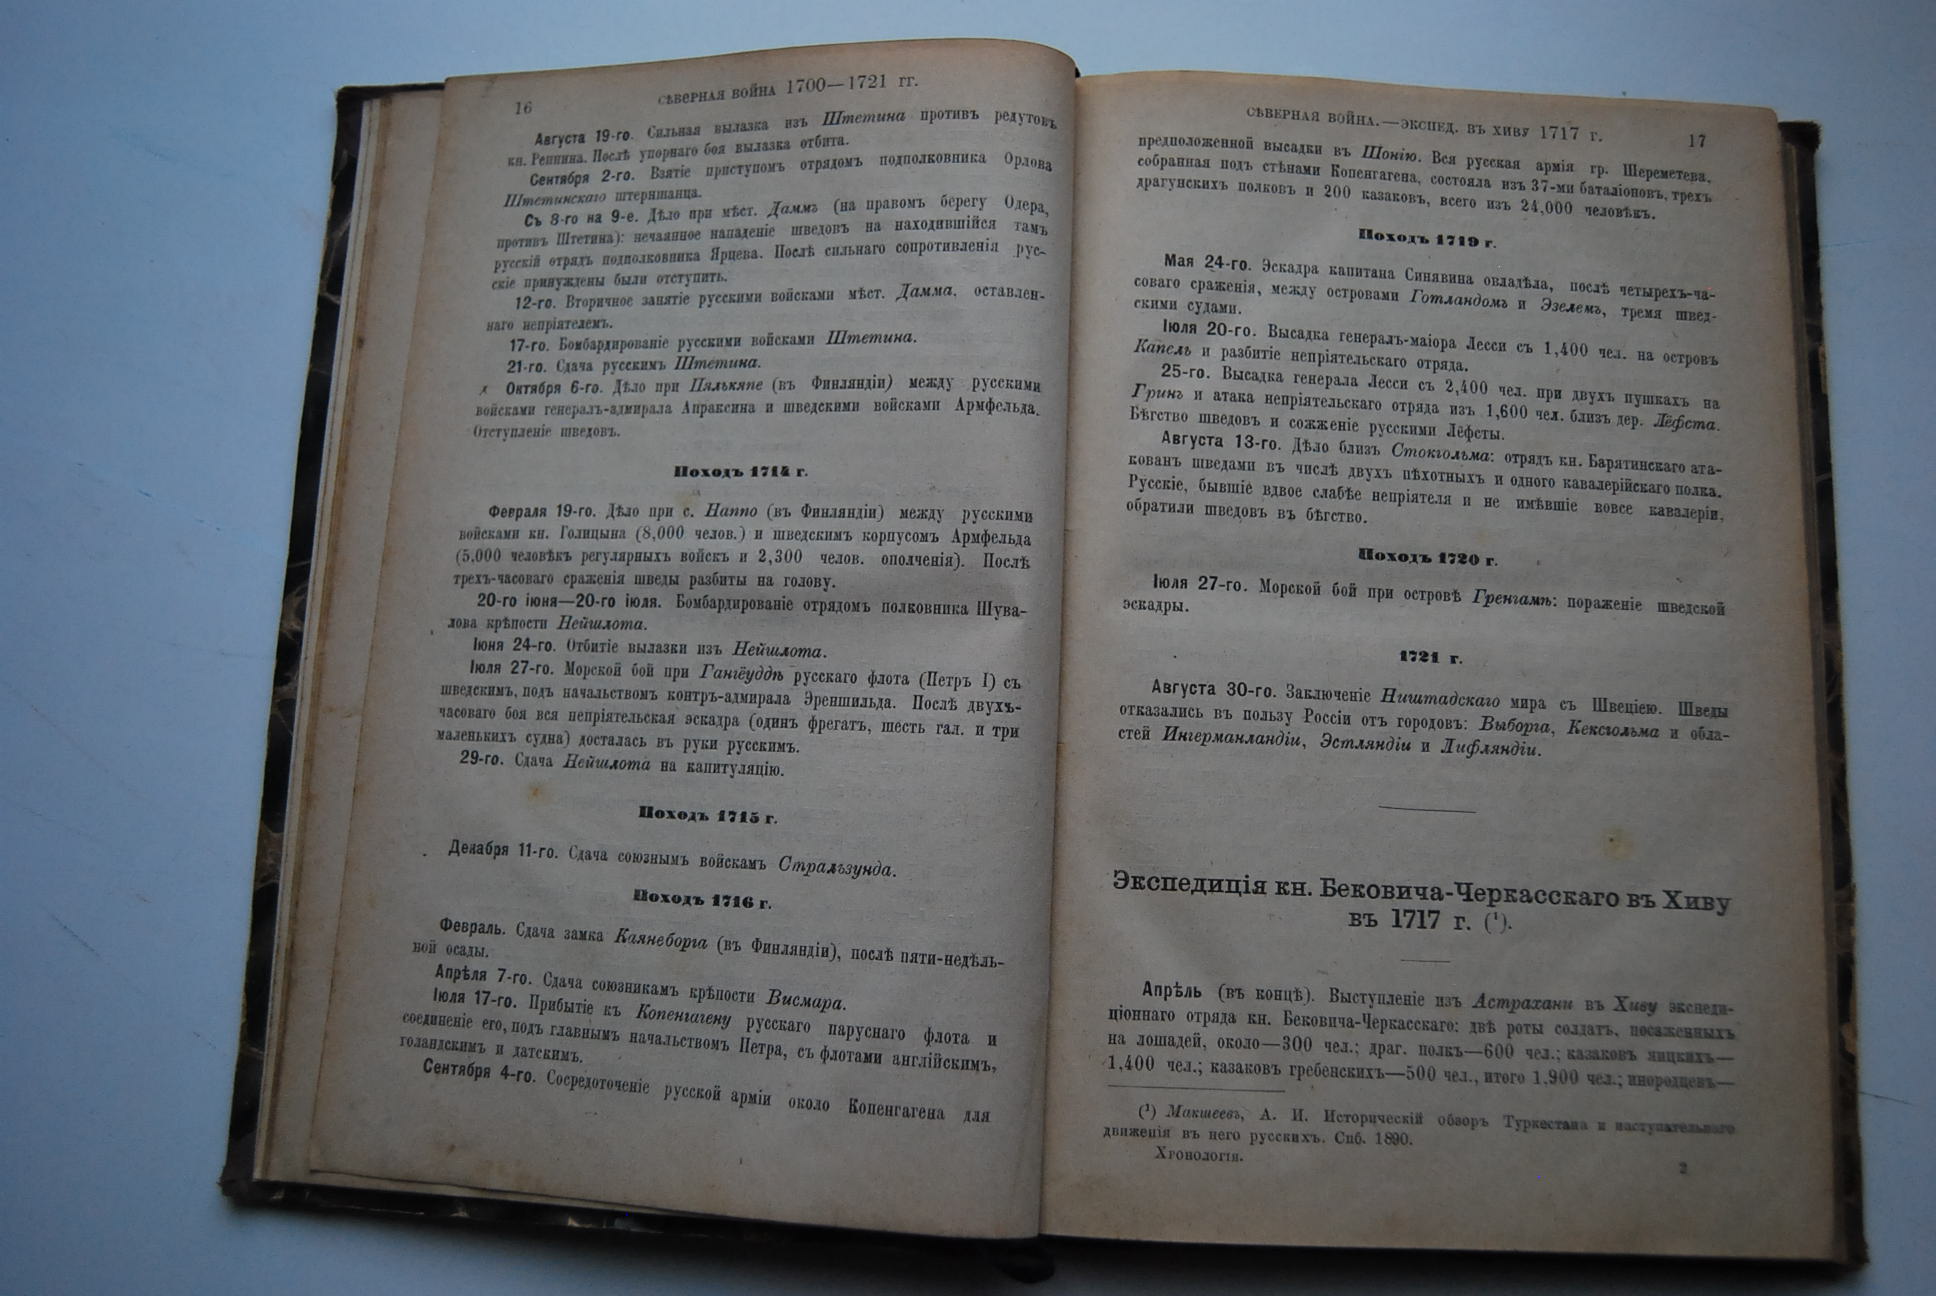 16
СѢВЕРНАЯ ВОЙНА 1700—1721 ГГ.
Августа 19-го. Сильная вылазка изъ Штетина противъ редутовъ
кн. Репнина. Послѣ упорнаго боя вылазка отбита.
Сентября 2-го. Взятіе приступомъ отрядомъ подполковника Орлова
Штетинскаго штерншанца.
Съ 8-го на 9-е. Дѣло при мѣст. Даммъ (на правомъ берегу Одера,
противъ Штетина): нечаянное нападеніе шведовъ на находившійся тамъ
русскій отрядъ подполковника Ярцева. Послѣ сильнаго сопротивленія рус-
скіе принуждены были отступить.
12-го. Вторичное занятіе русскими войсками мѣст. Дамма, оставлен-
наго непріятелемъ.
17-го. Бомбардированіе русскими войсками Штетина.
21-го. Сдача русскимъ Штетина.
Октября 6-го. Дѣло при Пялькяпе (въ Финляндіи) между русскими
войсками генералъ-адмирала Апраксина и шведскими войсками Армфельда.
Отступленіе шведовъ.
Походъ 1714 г.
Февраля 19-го. Дѣло при с. Наппо (въ Финляндіи) между русскими
войсками кн. Голицына (8,000 челов.) и шведскимъ корпусомъ Армфельда
(5,000 человѣкъ регулярныхъ войскъ и 2,300 челов. ополченія). Послѣ
трехъ-часоваго сраженія шведы разбиты на голову.
20-го іюня—20-го іюля. Бомбардированіе отрядомъ полковника Шува-
лова крѣпости Нейшлота.
Іюня 24-го. Отбитіе вылазки изъ Нейшлота.
Іюля 27-го. Морской бой при Гангёуддѣ русскаго флота (Петръ I) съ
шведскимъ, подъ начальствомъ контръ-адмирала Эреншильда. Послѣ двухъ-
часоваго боя вся непріятельская эскадра (одинъ фрегатъ, шесть гал. и три
маленькихъ судна) досталась въ руки русскимъ.
29-го. Сдача Нейшлота на капитуляцію.
Походъ 1715 г.
Декабря 11-го. Сдача союзнымъ войскамъ Стральзунда.
Походъ 1716 г.
Февраль. Сдача замка Каянеборга (въ Финляндіи), послѣ пяти-недѣль-
ной осады.
Апрѣля 7-го. Сдача союзникамъ крѣпости Висмара.
Іюля 17-го. Прибытіе къ Копенгагену русскаго паруснаго флота и
соединеніе его, подъ главнымъ начальствомъ Петра, съ флотами англійскимъ,
голандскимъ и датскимъ.
Сентября 4-го. Сосредоточеніе русской арміи около Копенгагена для
СѢВЕРНАЯ ВОЙНА.—ЭКСПЕД. ВЪ ХИВУ 1717 Г.
17
предположенной высадки въ Шонію. Вся русская армія гр. Шереметева,
собранная подъ стѣнами Копенгагена, состояла изъ 37-ми баталіоновъ, трехъ
драгунскихъ полковъ и 200 казаковъ, всего изъ 24,000 человѣкъ.
Походъ 1719 г.
Мая 24-го. Эскадра капитана Синявина овладѣла, послѣ четырехъ-ча-
соваго сраженія, между островами Готландомъ и Эзелемъ, тремя швед-
скими судами.
Іюля 20-го. Высадка генералъ-маіора Лесси съ 1,400 чел. на островъ
Капель и разбитіе непріятельскаго отряда.
25-го. Высадка генерала Лесси съ 2,400 чел. при двухъ пушкахъ на
Гринъ и атака непріятельскаго отряда изъ 1,600 чел. близъ дер. Лёфста.
Бѣгство шведовъ и сожженіе русскими Лёфсты.
Августа 13-го. Дѣло близъ Стокгольма: отрядъ кн. Барятинскаго ата-
кованъ шведами въ числѣ двухъ пѣхотныхъ и одного кавалерійскаго полка.
Русскіе, бывшіе вдвое слабѣе непріятеля и не имѣвшіе вовсе кавалеріи,
обратили шведовъ въ бѣгство.
Походъ 1720 г.
Іюля 27-го. Морской бой при островѣ Гренгамъ: пораженіе шведской
эскадры.
1721 г.
Августа 30-го. Заключеніе Ништадскаго мира съ Швеціею. Шведы
отказались въ пользу Россіи отъ городовъ: Выборга, Кексгольма и обла-
стей Ингерманландіи, Эстляндіи и Лифляндіи.
Экспедиція кн. Бековича-Черкасскаго въ Хиву
въ 1717 г. (¹).
Апрѣль (въ концѣ). Выступленіе изъ Астрахани въ Хиву экспеди-
ціоннаго отряда кн. Бековича-Черкасскаго: двѣ роты солдатъ, посаженныхъ
на лошадей, около—300 чел.; драг. полкъ—600 чел.; казаковъ яицкихъ—
1,400 чел.; казаковъ гребенскихъ—500 чел., итого 1,900 чел.; инородцевъ—
(¹) Макшеевъ, А. И. Историческій обзоръ Туркестана и наступательнаго
движенія въ него русскихъ. Спб. 1890.
Хронологія.
2